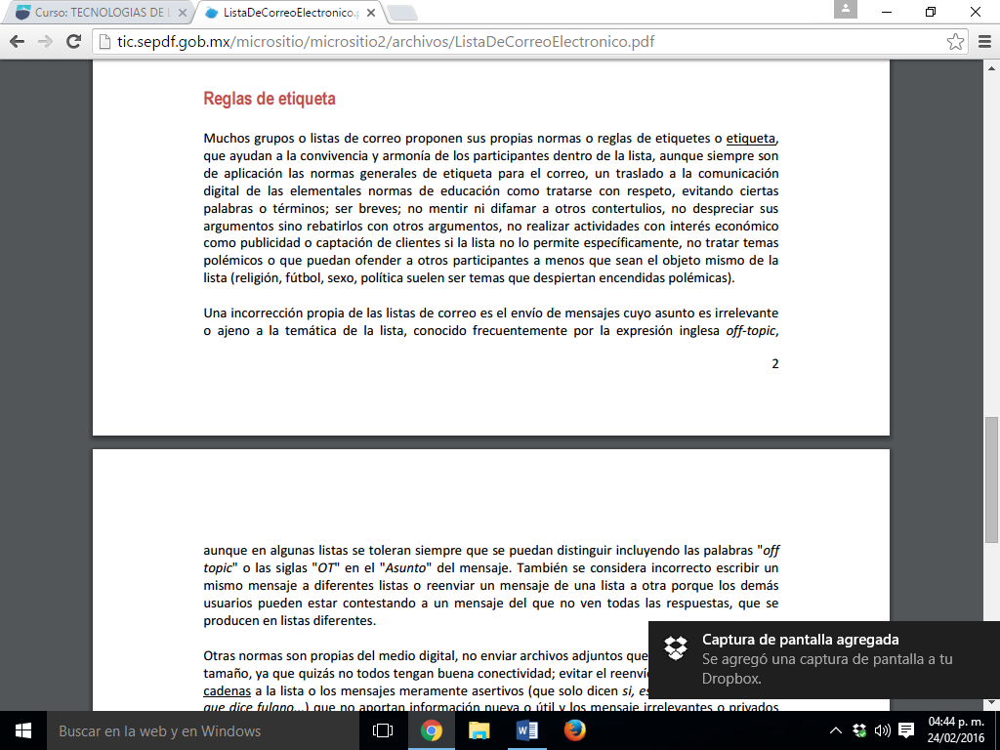 Curso: TECNOLOGIAS DE L
ListaDeCorreoElectronico.p
tic.sepdf.gob.mx/micrositio/micrositio2/archivos/ListaDeCorreoElectronico.pdf
Reglas de etiqueta
Muchos grupos o listas de correo proponen sus propias normas o reglas de etiquetes o etiqueta,
que ayudan a la convivencia y armonía de los participantes dentro de la lista, aunque siempre son
de aplicación las normas generales de etiqueta para el correo, un traslado a la comunicación
digital de las elementales normas de educación como tratarse con respeto, evitando ciertas
palabras o términos; ser breves; no mentir ni difamar a otros contertulios, no despreciar sus
argumentos sino rebatirlos con otros argumentos, no realizar actividades con interés económico
como publicidad o captación de clientes si la lista no lo permite específicamente, no tratar temas
polémicos o que puedan ofender a otros participantes a menos que sean el objeto mismo de la
lista (religión, fútbol, sexo, política suelen ser temas que despiertan encendidas polémicas).
Una incorrección propia de las listas de correo es el envío de mensajes cuyo asunto es irrelevante
o ajeno a la temática de la lista, conocido frecuentemente por la expresión inglesa off-topic,
2
aunque en algunas listas se toleran siempre que se puedan distinguir incluyendo las palabras "off
topic" o las siglas "OT" en el "Asunto" del mensaje. También se considera incorrecto escribir un
mismo mensaje a diferentes listas o reenviar un mensaje de una lista a otra porque los demás
usuarios pueden estar contestando a un mensaje del que no ven todas las respuestas, que se
producen en listas diferentes.
Otras normas son propias del medio digital, no enviar archivos adjuntos que
tamaño, ya que quizás no todos tengan buena conectividad; evitar el reenví
cadenas a la lista o los mensajes meramente asertivos (que solo dicen si, es
que dice fulano...) que no aportan información nueva o útil y los mensaje irrelevantes o privados
Captura de pantalla agregada
Se agregó una captura de pantalla a tu
Dropbox.
Buscar en la web y en Windows
04:44 p. m.
24/02/2016